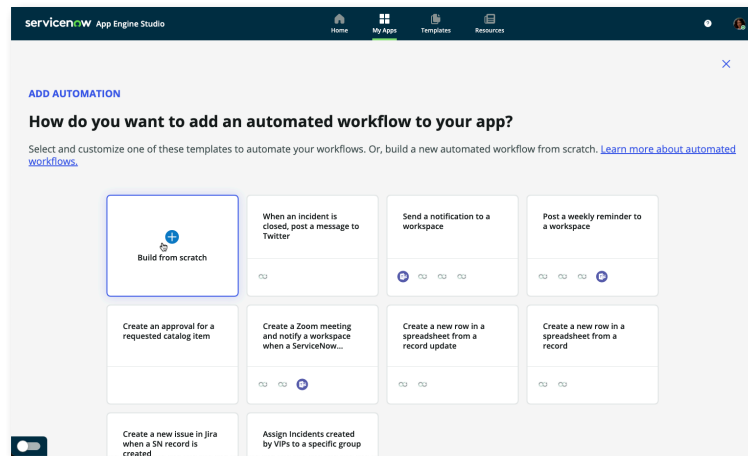 servicenow App Engine Studio
Home
My Apps
Templates
Resources
ADD AUTOMATION
How do you want to add an automated workflow to your app?
Select and customize one of these templates to automate your workflows. Or, build a new automated workflow from scratch. Learn more about automated
workflows.
Build from scratch
When an incident is
closed, post a message to
Twitter
Send a notification to a
workspace
Post a weekly reminder to
a workspace
Create an approval for a
requested catalog item
Create a Zoom meeting
and notify a workspace
when a ServiceNow...
Create a new row in a
spreadsheet from a
record update
Create a new row in a
spreadsheet from a
record
Create a new issue in Jira
when a SN record is
created
Assign Incidents created
by VIPs to a specific group